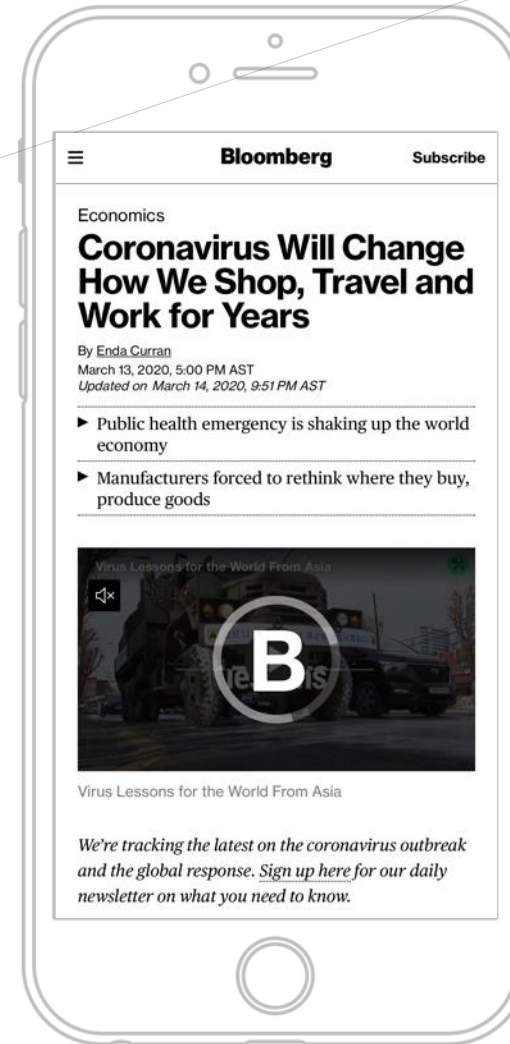 Bloomberg
Subscribe
Economics
Coronavirus Will Change
How We Shop, Travel and
Work for Years
By Enda Curran
March 13, 2020, 5:00 PM AST
Updated on March 14, 2020, 9:51 PM AST
Public health emergency is shaking up the world
economy
Manufacturers forced to rethink where they buy,
produce goods
Virus Lessons for the World From Asia
B
Virus Lessons for the World From Asia
We're tracking the latest on the coronavirus outbreak
and the global response. Sign up here for our daily
newsletter on what you need to know.